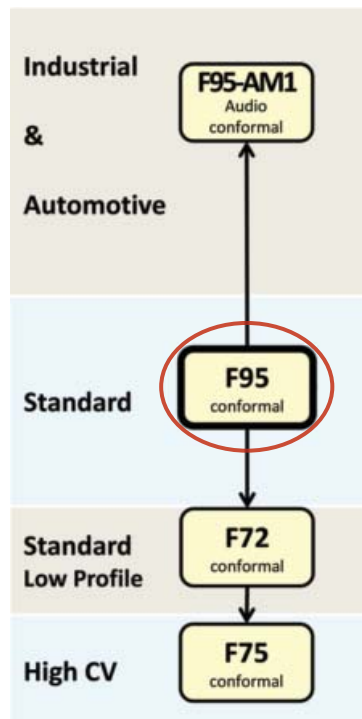 Industrial
&
Automotive
F95-AM1
Audio
conformal
Standard
F95
conformal
Standard
Low Profile
F72
conformal
High CV
F75
conformal